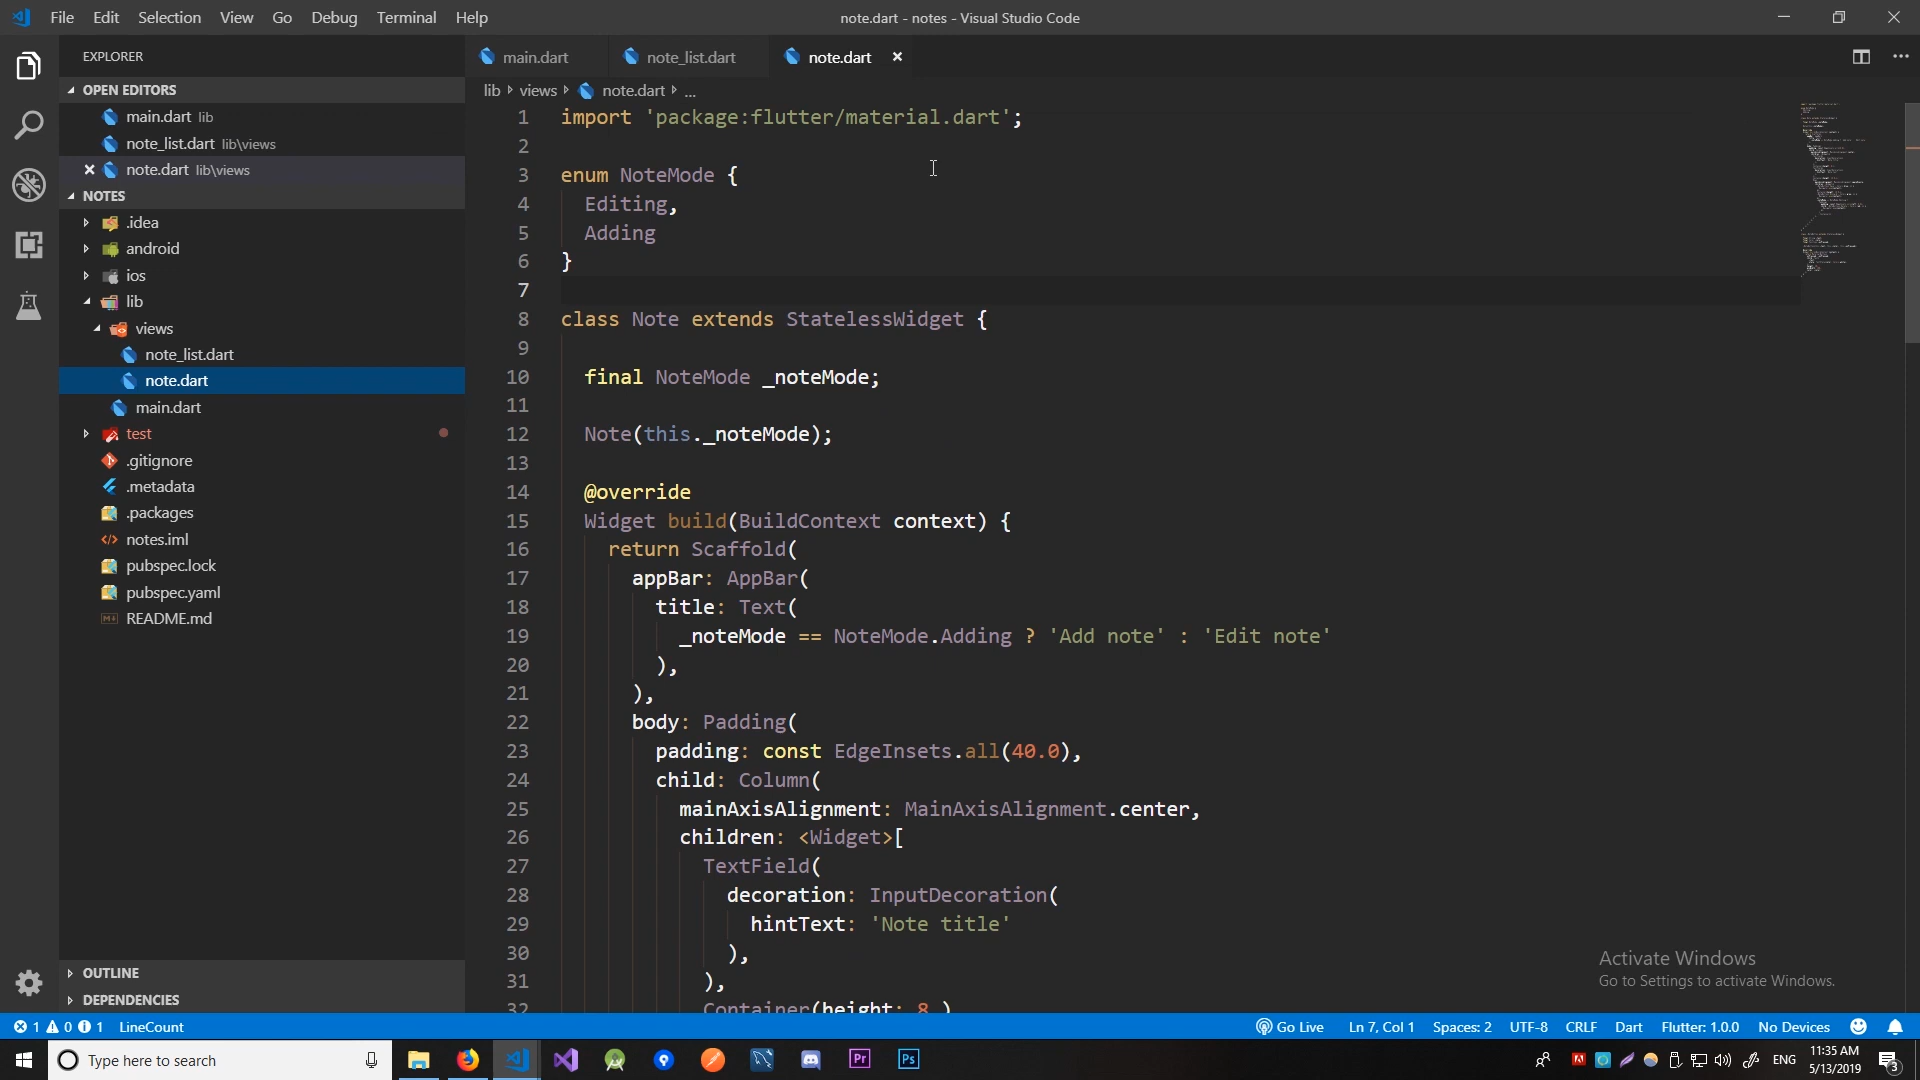 File Edit Selection View Go Debug Terminal Help
note.dart - notes - Visual Studio Code
EXPLORER
OPEN EDITORS
main.dart lib
note_list.dart lib\views
note.dart lib\views
NOTES
.idea
android
ios
lib
views
note_list.dart
note.dart
main.dart
test
.gitignore
.metadata
.packages
notes.iml
pubspec.lock
pubspec.yaml
README.md
OUTLINE
DEPENDENCIES
main.dart note_list.dart note.dart
lib views note.dart ...
1 import 'package:flutter/material.dart';
2
3 enum NoteMode {
4 Editing,
5 Adding
6 }
7
8 class Note extends StatelessWidget {
9
10 final NoteMode _noteMode;
11
12 Note(this._noteMode);
13
14 @override
15 Widget build(BuildContext context) {
16 return Scaffold(
17 appBar: AppBar(
18 title: Text(
19 _noteMode == NoteMode.Adding ? 'Add note' : 'Edit note'
20 ),
21 ),
22 body: Padding(
23 padding: const EdgeInsets.all(40.0),
24 child: Column(
25 mainAxisAlignment: MainAxisAlignment.center,
26 children: <Widget>[
27 TextField(
28 decoration: InputDecoration(
29 hintText: 'Note title'
30 ),
31 ),
32 Container(height: 8,)
Activate Windows
Go to Settings to activate Windows.
1 0 1 LineCount
Go Live Ln 7, Col 1 Spaces: 2 UTF-8 CRLF Dart Flutter: 1.0.0 No Devices
Type here to search
Pr Ps
ENG
11:35 AM
5/13/2019
3